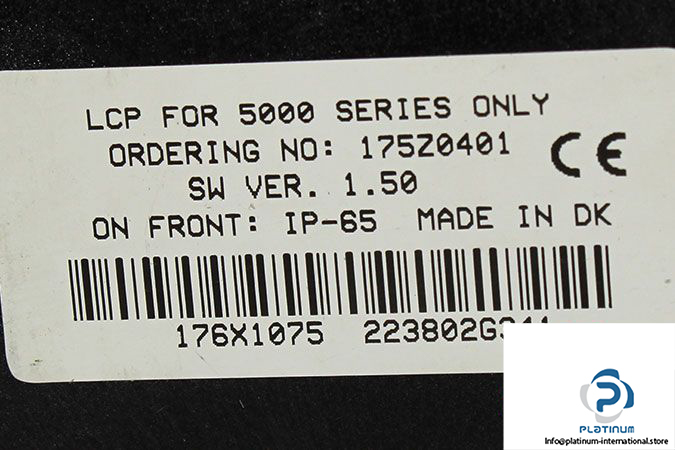 LCP FOR 5000 SERIES ONLY
ORDERING NO: 175Z0401
SW VER. 1.50
ON FRONT: IP-65 MADE IN DK
CE
176X1075
PLATINUM
Info@platinum-international.store